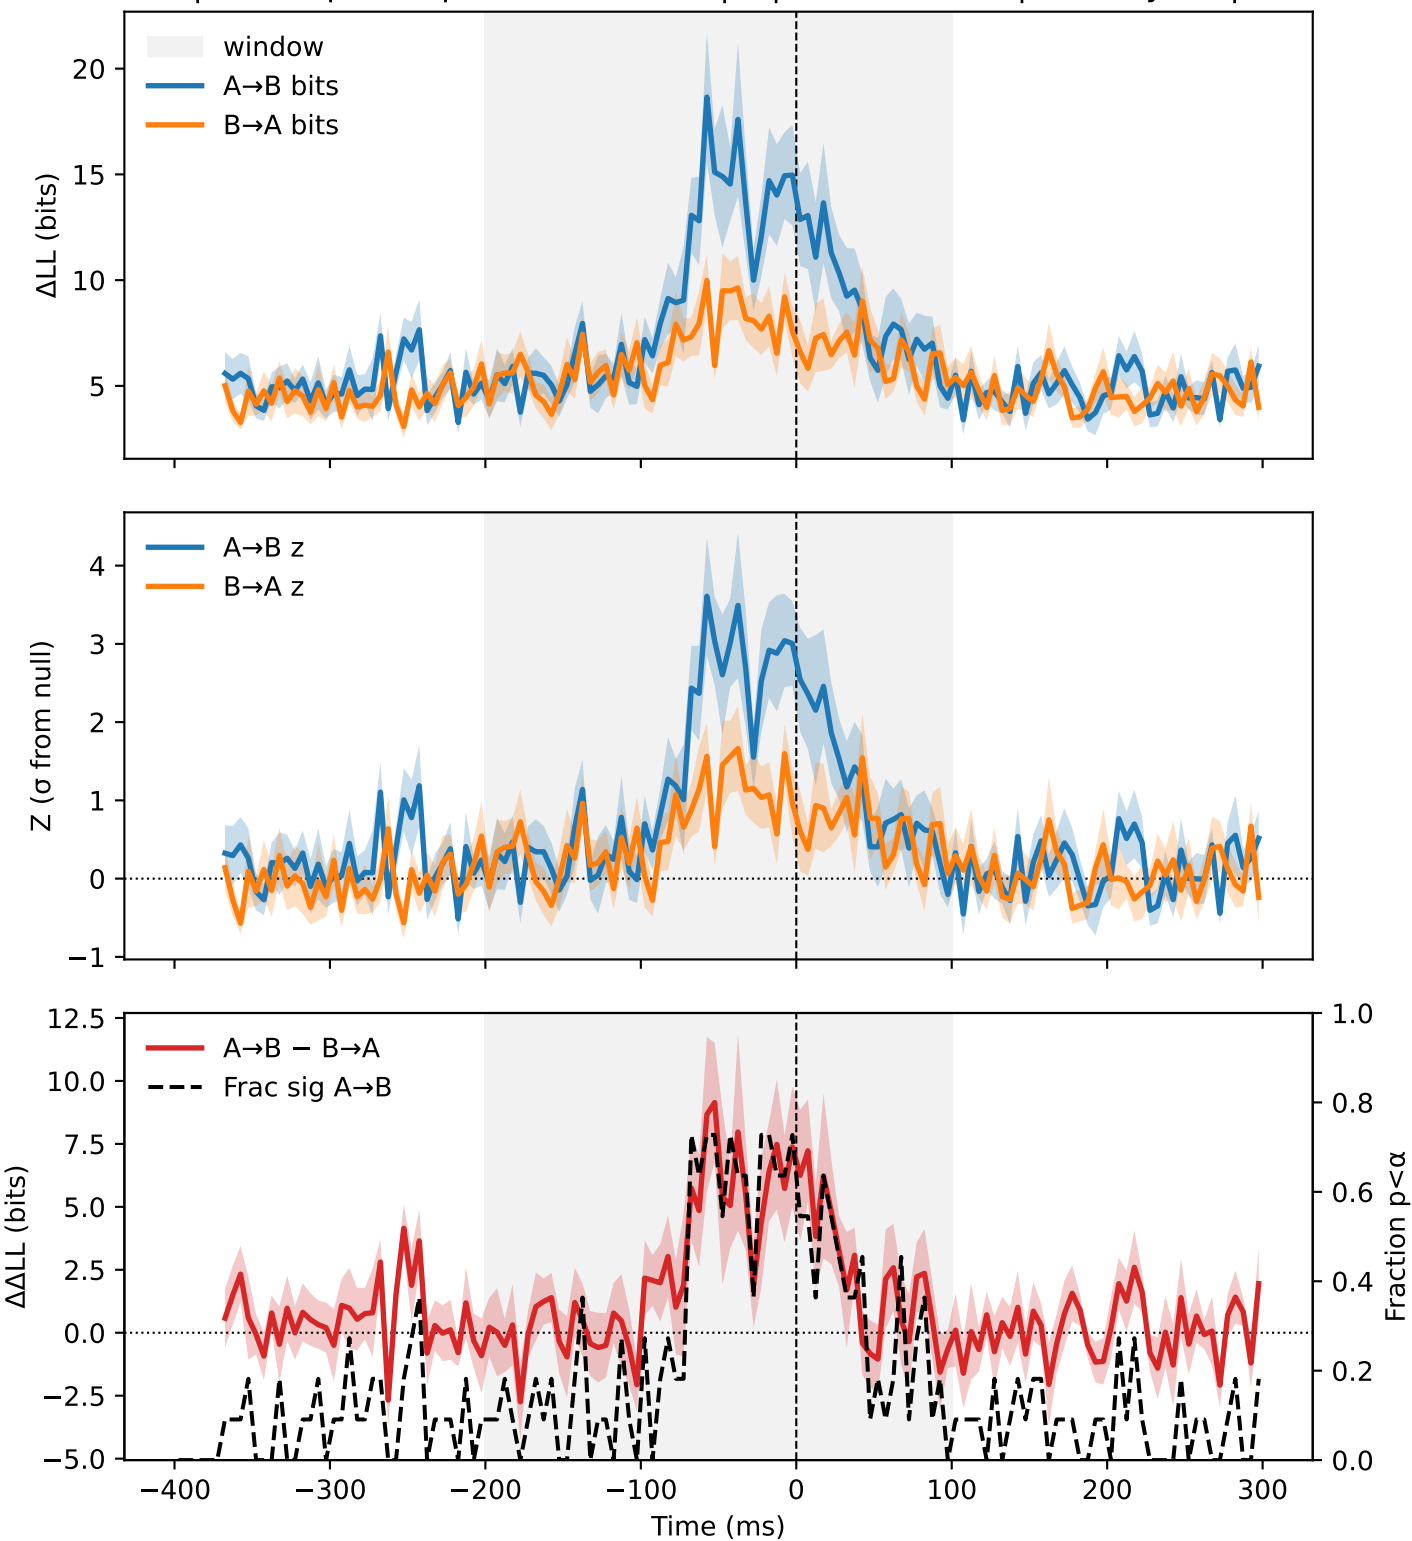 window
A→B bits
B→A bits
20
15
10
5
ΔLL (bits)
A→B z
B→A z
4
3
2
1
0
−1
Z (σ from null)
A→B − B→A
Frac sig A→B
12.5
10.0
7.5
5.0
2.5
0.0
−2.5
−5.0
ΔΔLL (bits)
1.0
0.8
0.6
0.4
0.2
0.0
Fraction p<α
−400 −300 −200 −100 0 100 200 300
Time (ms)